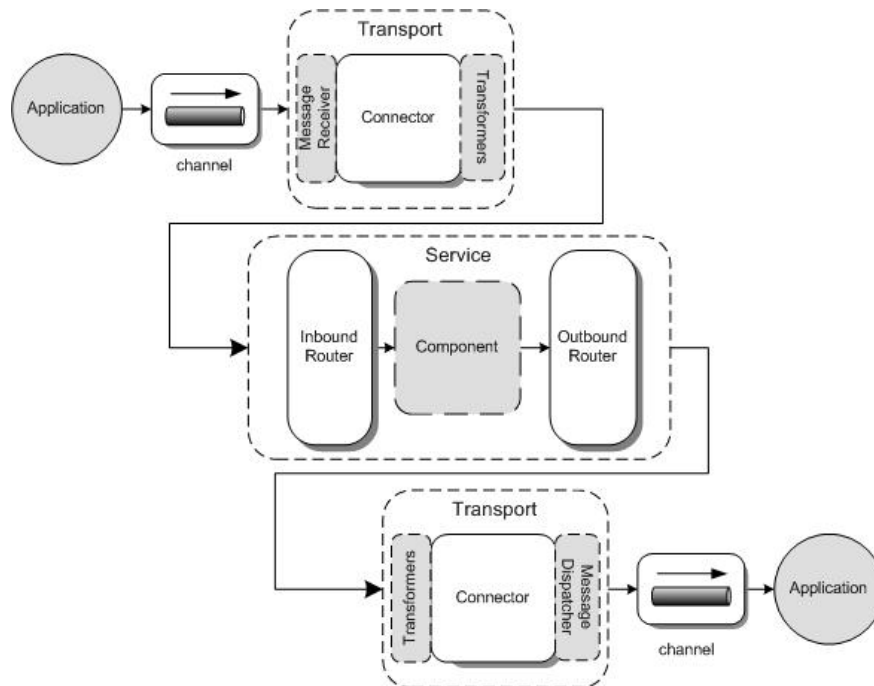 Transport
Application
channel
Message
Receiver
Connector
Transformers
Service
Inbound
Router
Component
Outbound
Router
Transport
Transformers
Connector
Message
Dispatcher
channel
Application